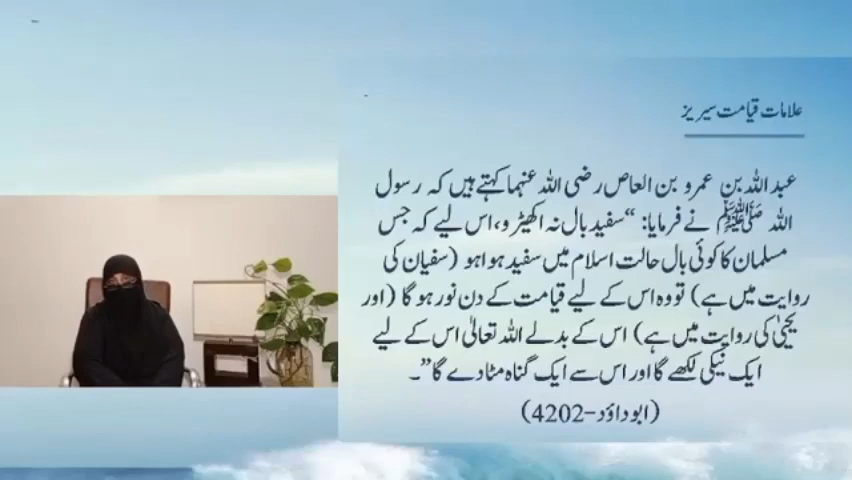 علامات قیامت سیریز
عبد اللہ بن عمرو بن العاص رضی اللہ عنہما کہتے ہیں کہ رسول
اللہ ﷺ نے فرمایا: “سفید بال نہ اکھیڑو، اس لیے کہ جس
مسلمان کا کوئی بال حالت اسلام میں سفید ہوا ہو (سفیان کی
روایت میں ہے) تو وہ اس کے لیے قیامت کے دن نور ہو گا (اور
یحیٰی کی روایت میں ہے) اس کے بدلے اللہ تعالیٰ اس کے لیے
ایک نیکی لکھے گا اور اس سے ایک گناہ مٹا دے گا”۔
(ابوداؤد-4202)